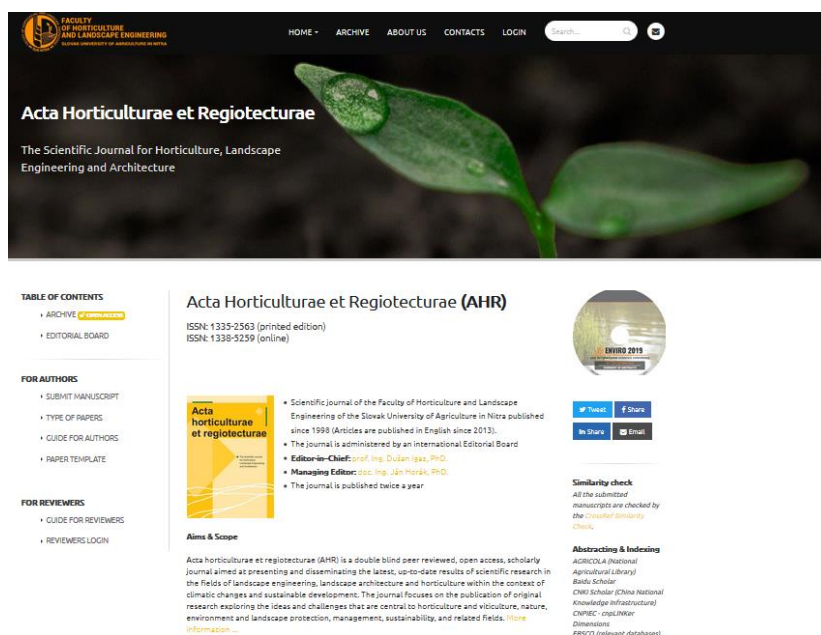 FACULTY
OF HORTICULTURE
AND LANDSCAPE ENGINEERING
SLOVAK UNIVERSITY OF AGRICULTURE IN NITRA
HOME
ARCHIVE
ABOUT US
CONTACTS
LOGIN
Search...
Acta Horticulturae et Regiotecturae
The Scientific Journal for Horticulture, Landscape
Engineering and Architecture
TABLE OF CONTENTS
ARCHIVE OPEN ACCESS
EDITORIAL BOARD
FOR AUTHORS
SUBMIT MANUSCRIPT
TYPE OF PAPERS
GUIDE FOR AUTHORS
PAPER TEMPLATE
FOR REVIEWERS
GUIDE FOR REVIEWERS
REVIEWERS LOGIN
Acta Horticulturae et Regiotecturae (AHR)
ISSN: 1335-2563 (printed edition)
ISSN: 1338-5259 (online)
Acta
horticulturae
et regiotecturae
• Scientific journal of the Faculty of Horticulture and Landscape
Engineering of the Slovak University of Agriculture in Nitra published
since 1998 (Articles are published in English since 2013).
• The journal is administered by an international Editorial Board
• Editor-in-Chief: prof. Ing. Dušan Igaz, PhD.
• Managing Editor: doc. Ing. Ján Horák, PhD.
• The journal is published twice a year
Aims & Scope
Acta horticulturae et regiotecturae (AHR) is a double blind peer reviewed, open access, scholarly
journal aimed at presenting and disseminating the latest, up-to-date results of scientific research in
the fields of landscape engineering, landscape architecture and horticulture within the context of
climatic changes and sustainable development. The journal focuses on the publication of original
research exploring the ideas and challenges that are central to horticulture and viticulture, nature,
environment and landscape protection, management, sustainability, and related fields. More
information ...
ENVIRO 2019
Tweet
Share
in Share
Email
Similarity check
All the submitted
manuscripts are checked by
the CrossRef Similarity
Check.
Abstracting & Indexing
AGRICOLA (National
Agricultural Library)
Baidu Scholar
CNKI Scholar (China National
Knowledge Infrastructure)
CNPIEC - cnpLINKer
Dimensions
EBSCO (relevant databases)